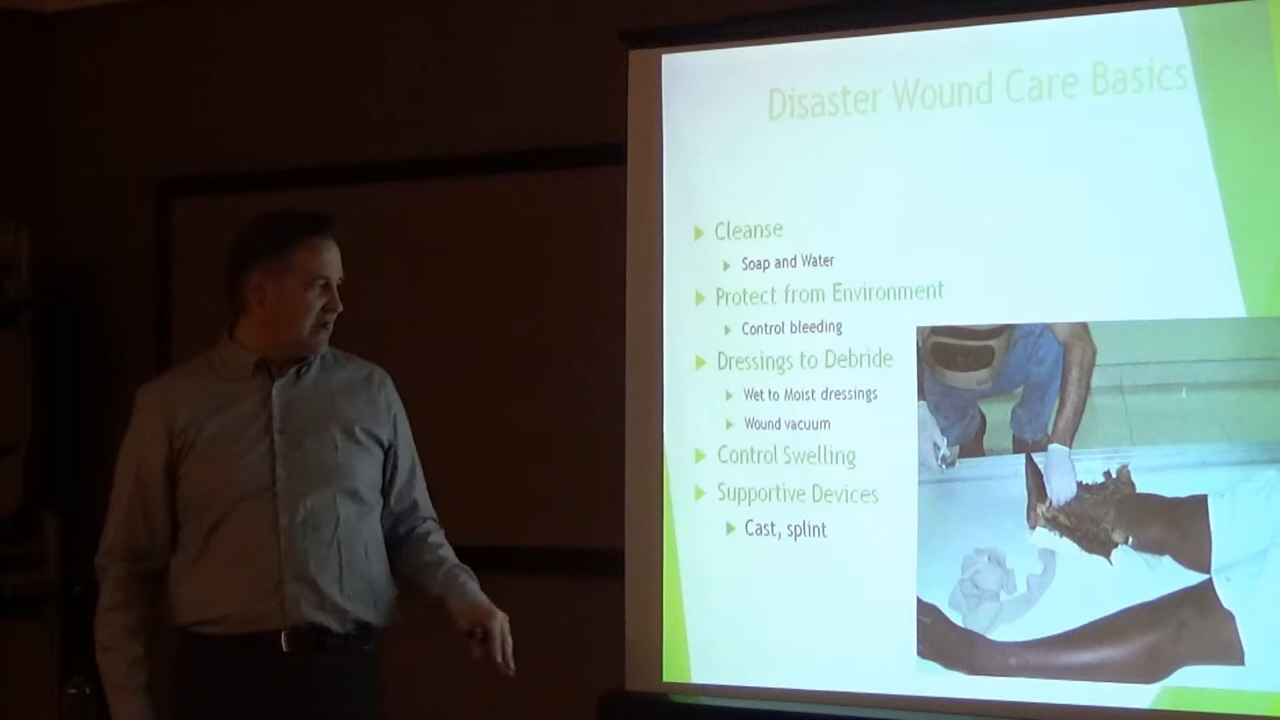 Disaster Wound Care Basics
Cleanse
Soap and Water
Protect from Environment
Control bleeding
Dressings to Debride
Wet to Moist dressings
Wound vacuum
Control Swelling
Supportive Devices
Cast, splint